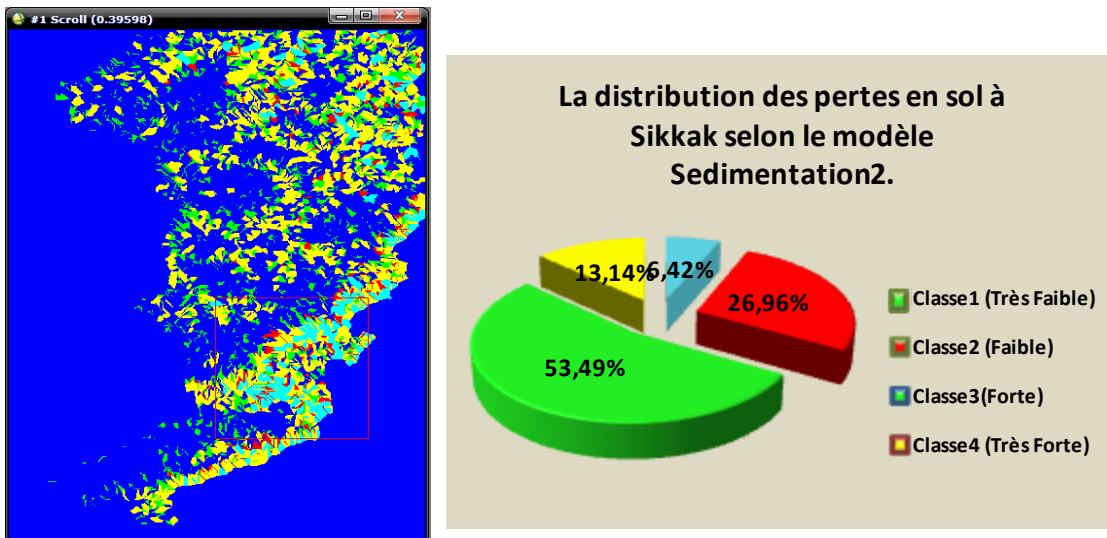 #1 Scroll (0.39598)
La distribution des pertes en sol à
Sikkak selon le modèle
Sedimentation2.
13,14%
6,42%
26,96%
53,49%
Classe1 (Très Faible)
Classe2 (Faible)
Classe3(Forte)
Classe4 (Très Forte)